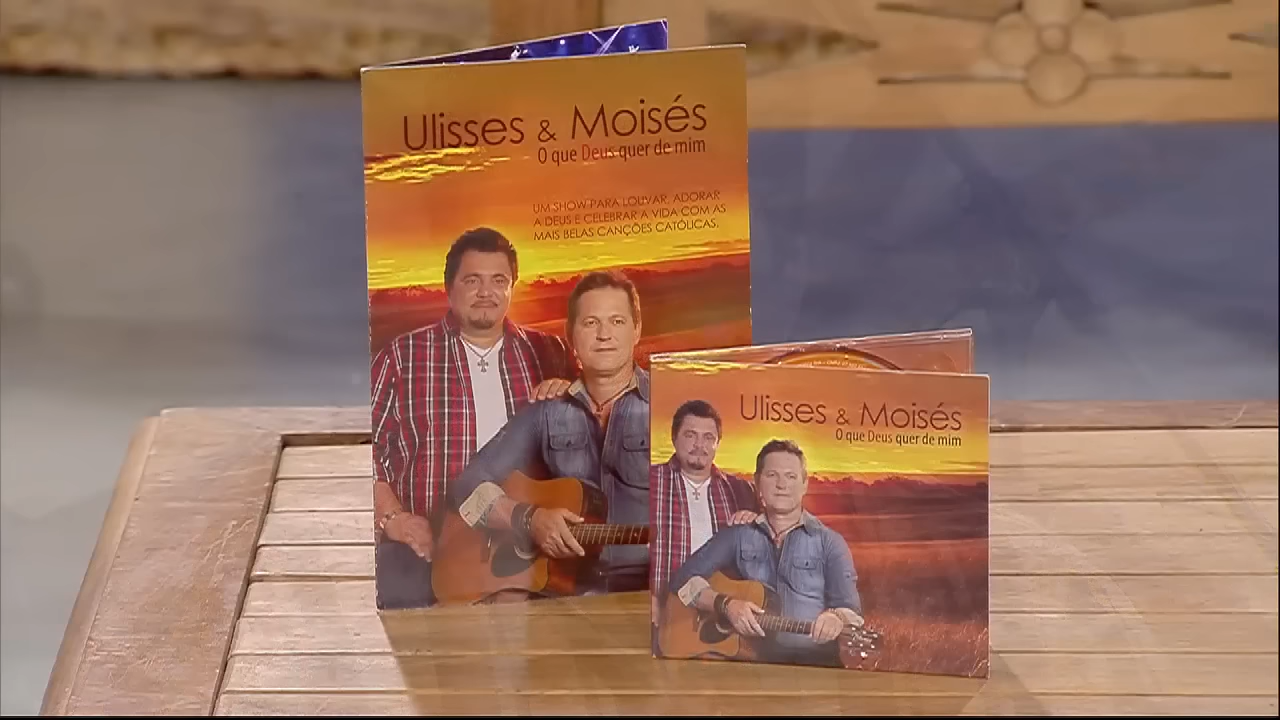 Ulisses & Moisés
O que Deus quer de mim
UM SHOW PARA LOUVAR, ADORAR
A DEUS E CELEBRAR A VIDA COM AS
MAIS BELAS CANÇÕES CATÓLICAS.
Ulisses & Moisés
O que Deus quer de mim